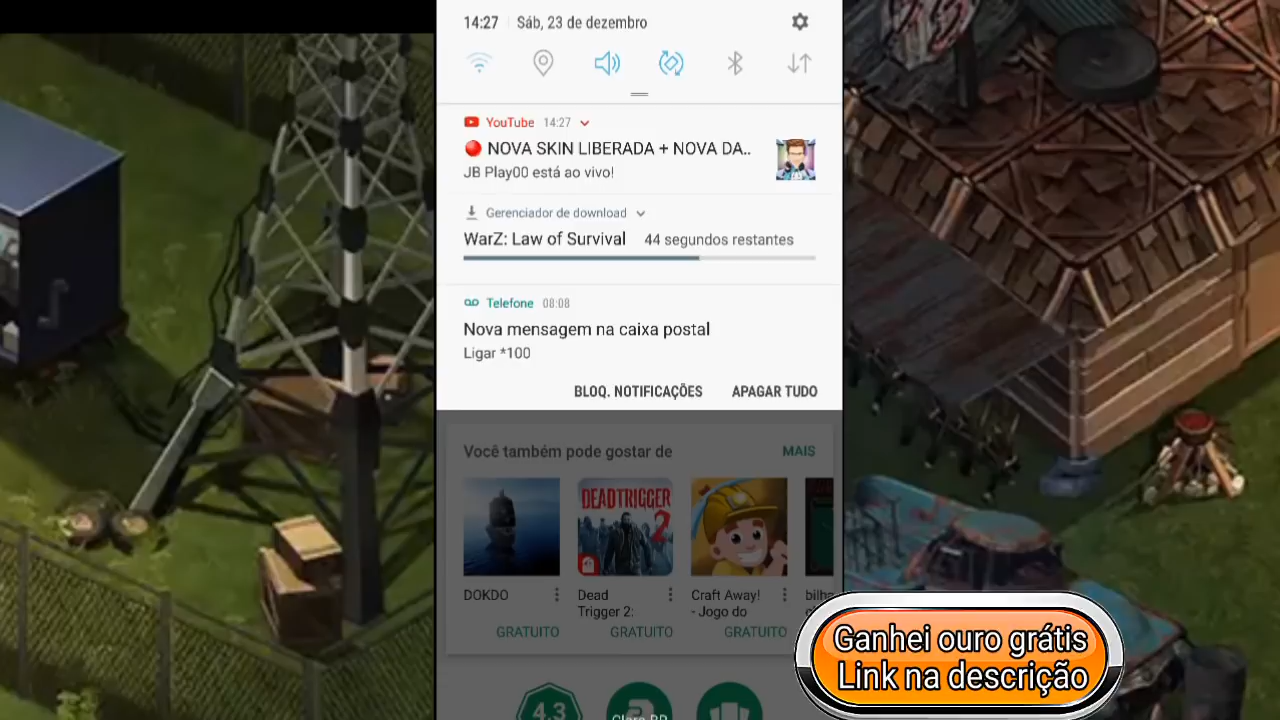 14:27 Sáb, 23 de dezembro
YouTube 14:27
NOVA SKIN LIBERADA + NOVA DA..
JB Play00 está ao vivo!
Gerenciador de download
WarZ: Law of Survival 44 segundos restantes
Telefone 08:08
Nova mensagem na caixa postal
Ligar *100
BLOQ. NOTIFICAÇÕES APAGAR TUDO
Você também pode gostar de MAIS
DEAD TRIGGER 2
DOKDO
Dead Trigger 2:
Craft Away! - Jogo do
GRATUITO GRATUITO GRATUITO
4.3
Ganhei ouro grátis
Link na descrição